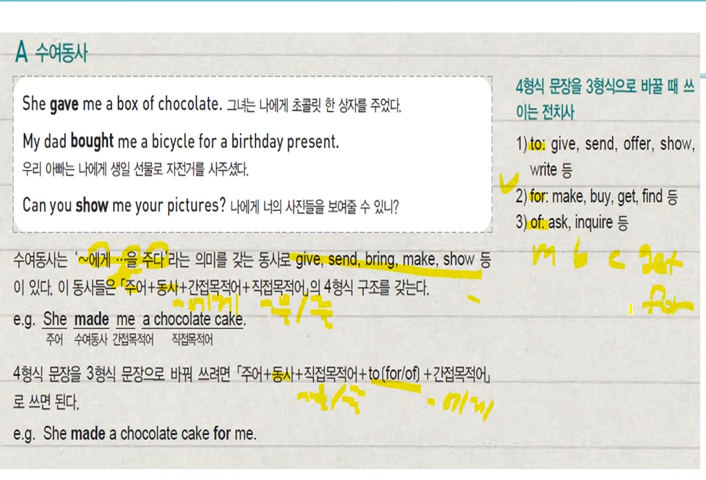 A 수여동사
She gave me a box of chocolate. 그녀는 나에게 초콜릿 한 상자를 주었다.
My dad bought me a bicycle for a birthday present.
우리 아빠는 나에게 생일 선물로 자전거를 사주셨다.
Can you show me your pictures? 나에게 너의 사진들을 보여줄 수 있니?
수여동사는 '~에게 …을 주다'라는 의미를 갖는 동사로 give, send, bring, make, show 등
이 있다. 이 동사들은 「주어+동사+간접목적어+직접목적어」의 4형식 구조를 갖는다.
~에게 을/를
e.g. She made me a chocolate cake.
주어 수여동사 간접목적어 직접목적어
4형식 문장을 3형식 문장으로 바꿔 쓰려면 「주어+동사+직접목적어+to(for/of)+간접목적어」
을/를 ~에게
로 쓰면 된다.
e.g. She made a chocolate cake for me.
4형식 문장을 3형식으로 바꿀 때 쓰
이는 전치사
1) to: give, send, offer, show,
write 등
2) for: make, buy, get, find 등
3) of: ask, inquire 등
m b c get
for